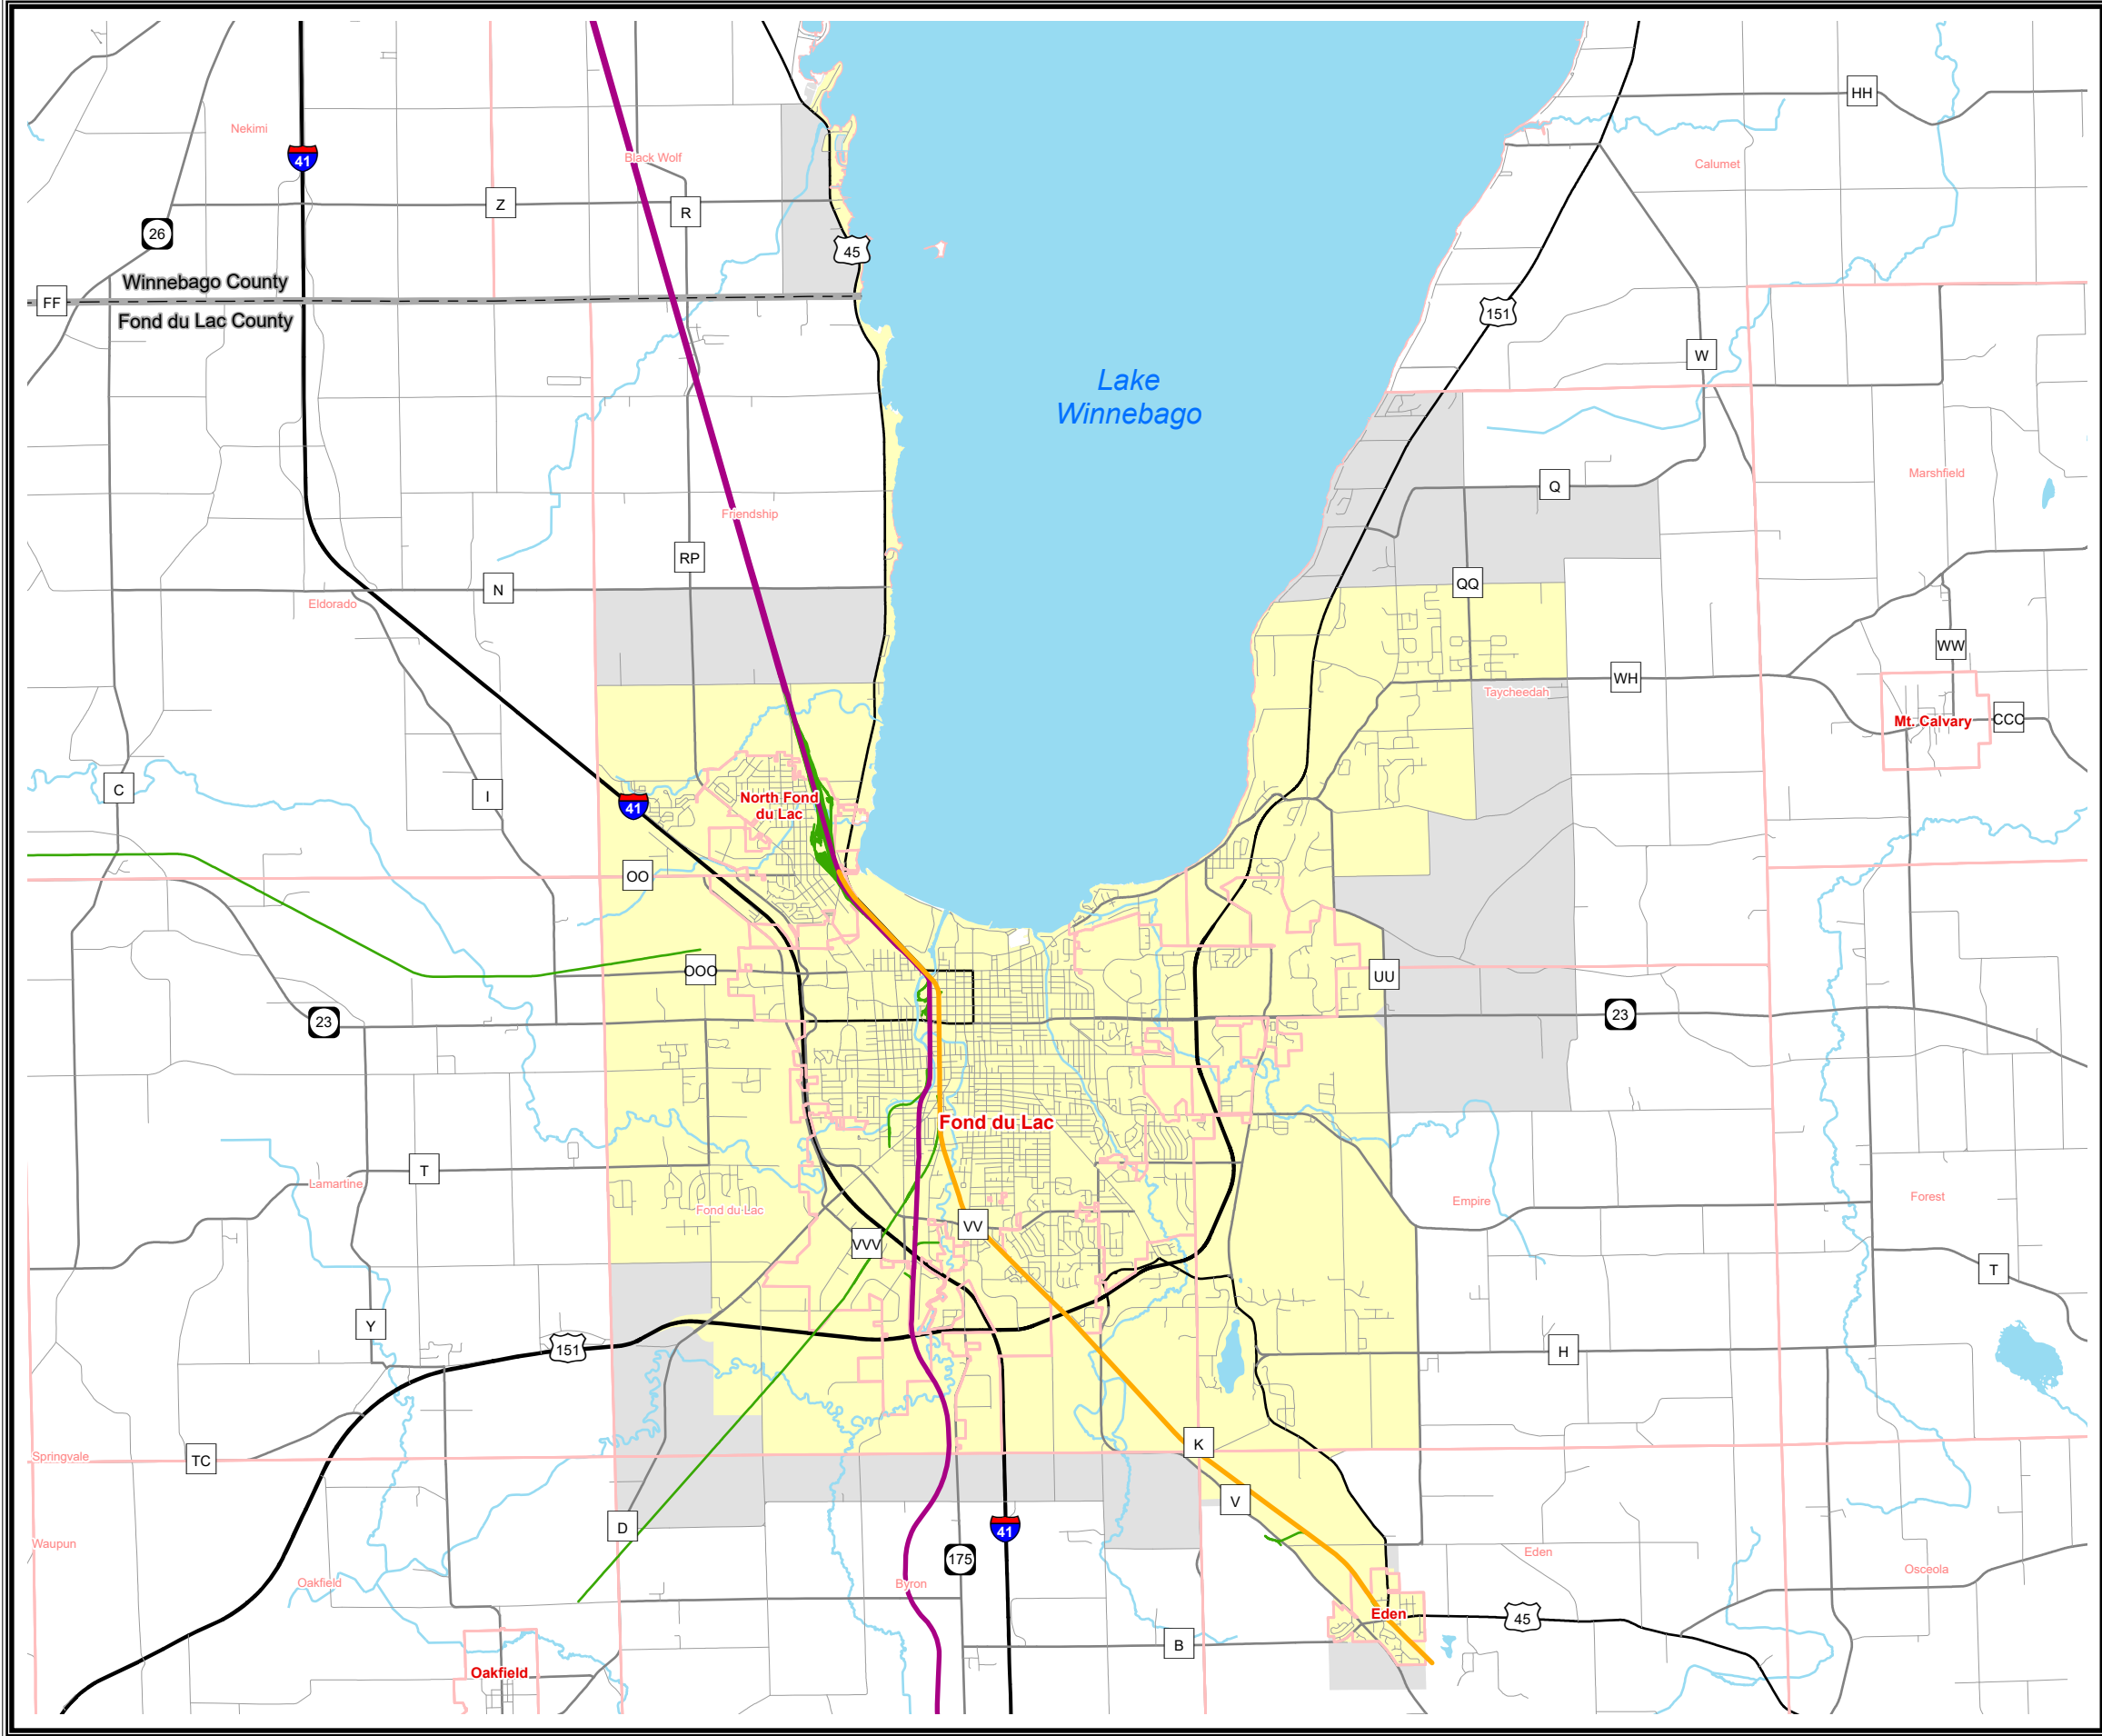 HH
Nekimi
41
Black Wolf
Calumet
Z
R
26
45
Winnebago County
FF
Fond du Lac County
151
W
Lake
Winnebago
Marshfield
Q
Friendship
RP
QQ
N
Eldorado
WW
WH
Taycheedah
Mt. Calvary
CCC
C
I
41
North Fond
du Lac
OO
OOO
UU
23
23
Fond du Lac
T
Lamartine
Fond du Lac
Empire
Forest
VV
VVV
T
Y
151
H
K
Springvale
TC
V
D
41
Waupun
175
Eden
Oakfield
Byron
Osceola
Eden
45
B
Oakfield